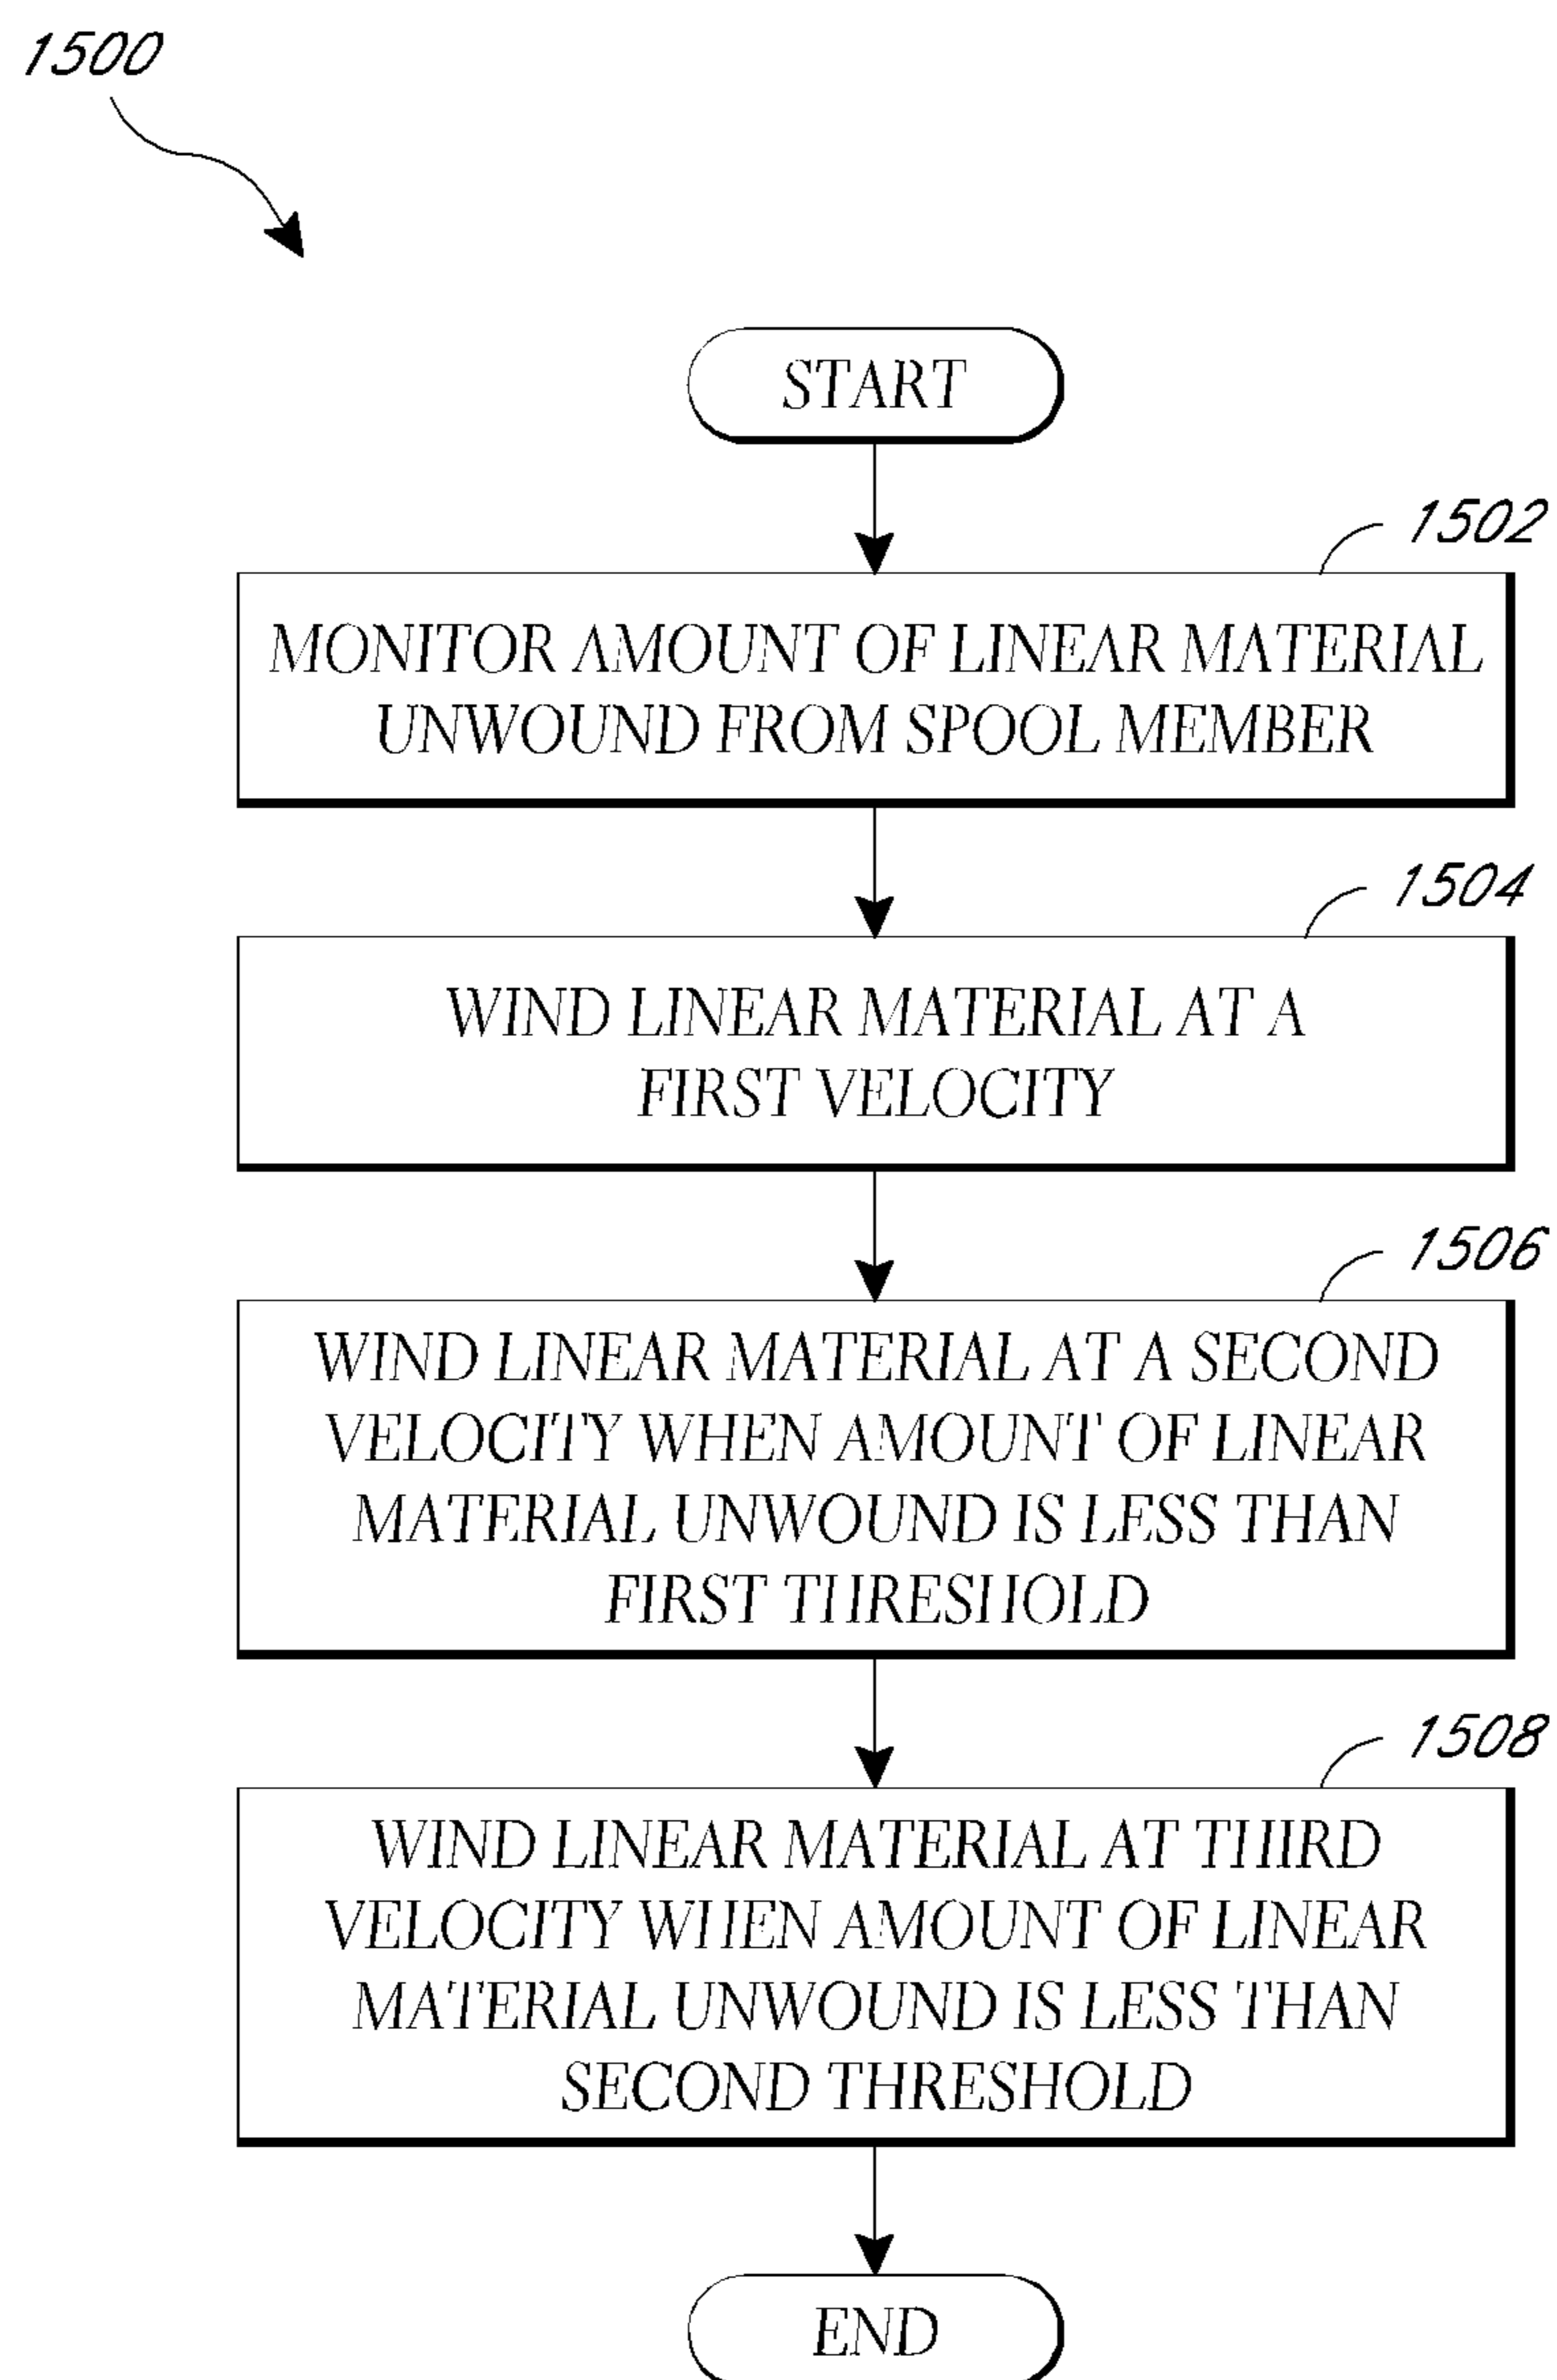 1500
START
1502
MONITOR AMOUNT OF LINEAR MATERIAL
UNWOUND FROM SPOOL MEMBER
1504
WIND LINEAR MATERIAL AT A
FIRST VELOCITY
1506
WIND LINEAR MATERIAL AT A SECOND
VELOCITY WHEN AMOUNT OF LINEAR
MATERIAL UNWOUND IS LESS THAN
FIRST THRESHOLD
1508
WIND LINEAR MATERIAL AT THIRD
VELOCITY WHEN AMOUNT OF LINEAR
MATERIAL UNWOUND IS LESS THAN
SECOND THRESHOLD
END